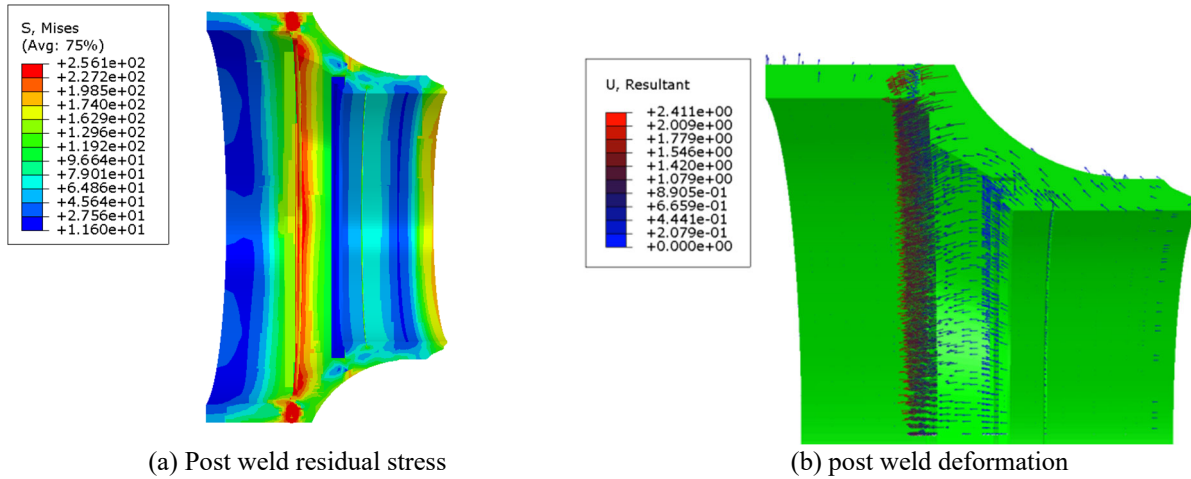 S, Mises
(Avg: 75%)
+2.561e+02
+2.272e+02
+1.985e+02
+1.740e+02
+1.629e+02
+1.296e+02
+1.192e+02
+9.664e+01
+7.901e+01
+6.486e+01
+4.564e+01
+2.756e+01
+1.160e+01
U, Resultant
+2.411e+00
+2.009e+00
+1.779e+00
+1.546e+00
+1.420e+00
+1.079e+00
+8.905e-01
+6.659e-01
+4.441e-01
+2.079e-01
+0.000e+00
(a) Post weld residual stress
(b) post weld deformation